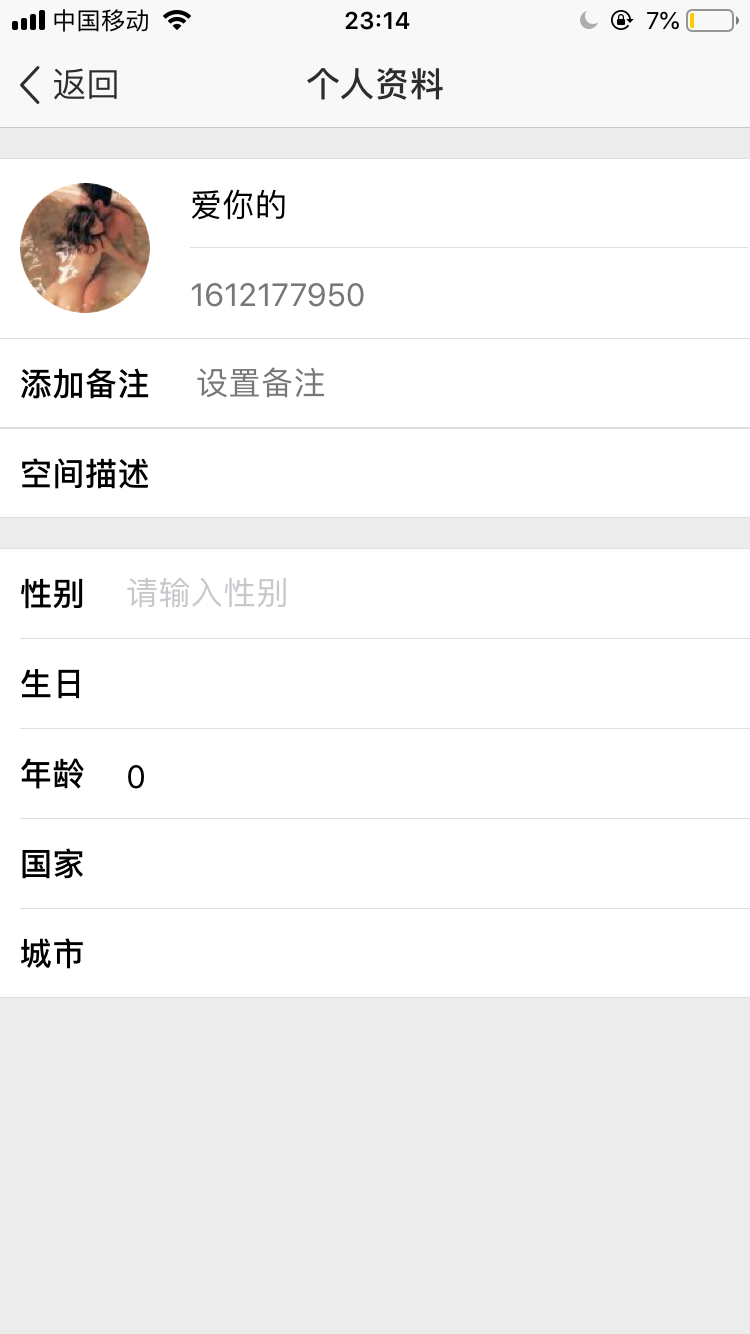 中国移动 23:14 7%
返回 个人资料
爱你的
1612177950
添加备注 设置备注
空间描述
性别 请输入性别
生日
年龄 0
国家
城市